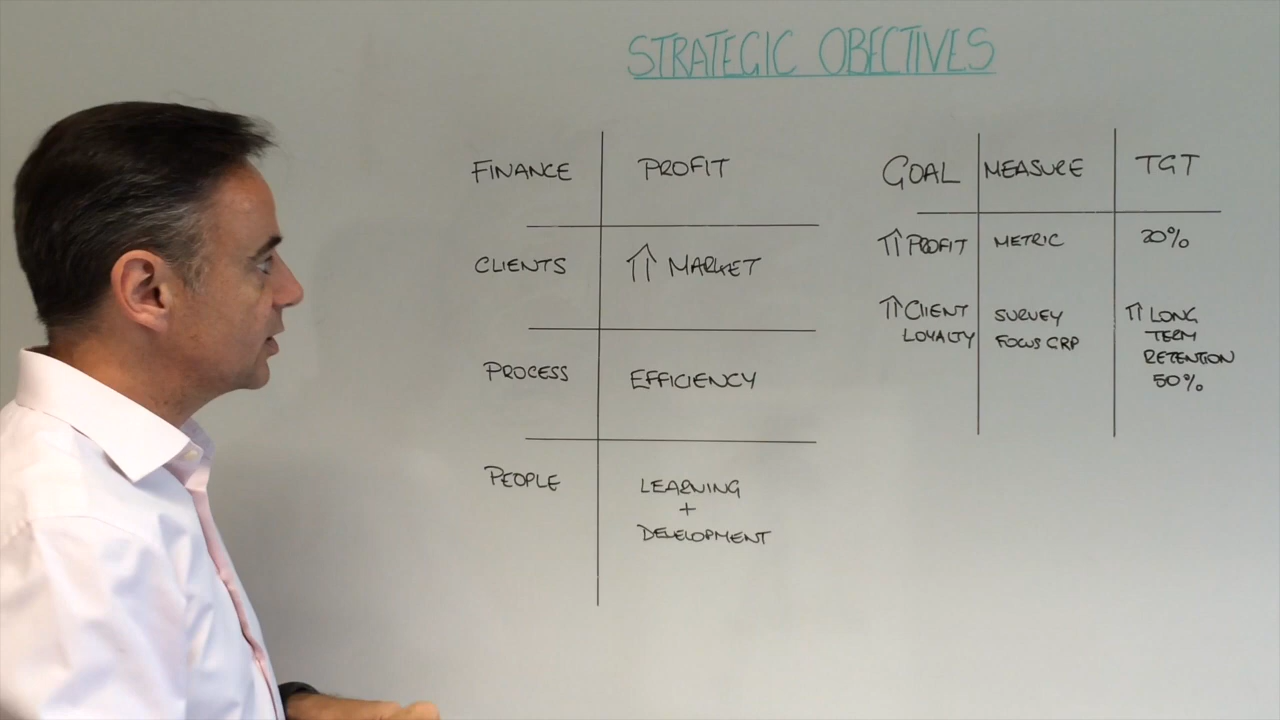 STRATEGIC OBECTIVES
FINANCE PROFIT
CLIENTS ⇑ MARKET
PROCESS EFFICIENCY
PEOPLE LEARNING
+
DEVELOPMENT
GOAL MEASURE TGT
⇑ PROFIT METRIC 20%
⇑ CLIENT SURVEY ⇑ LONG
LOYALTY FOCUS GRP TERM
RETENTION
50%